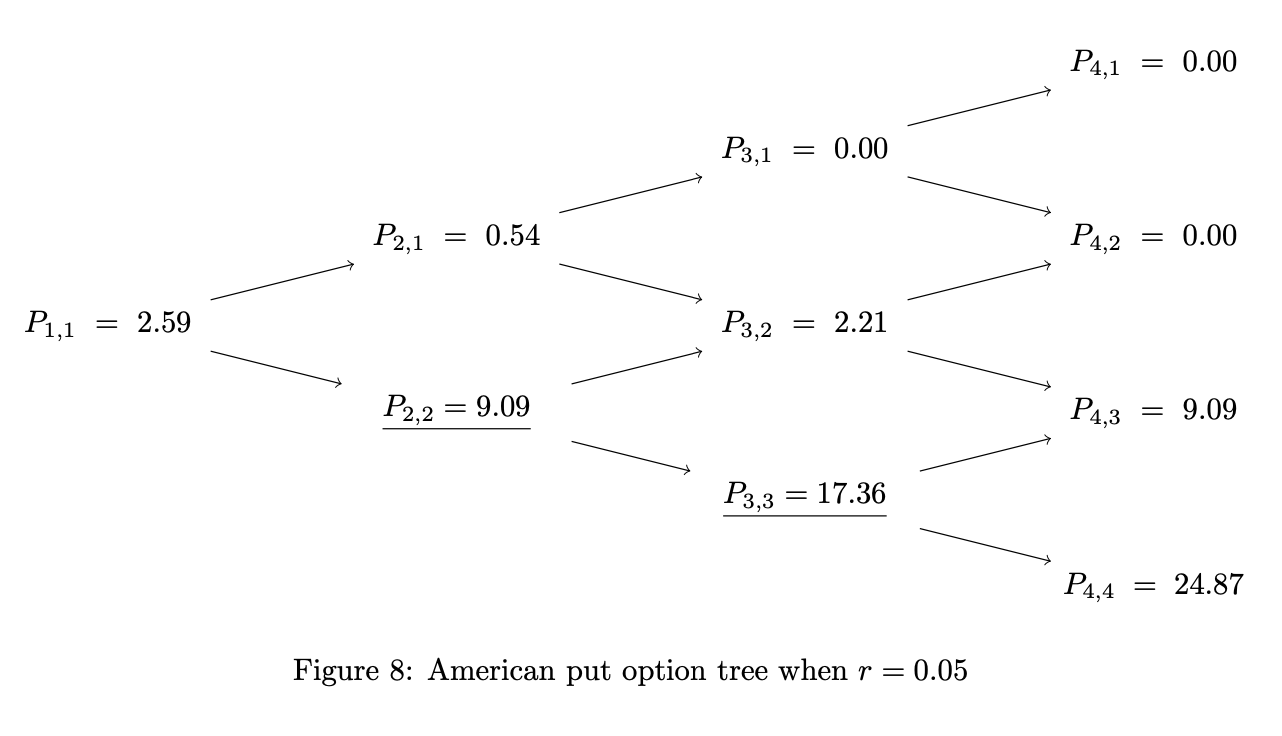 P_{4,1} = 0.00
P_{3,1} = 0.00
P_{2,1} = 0.54
P_{4,2} = 0.00
P_{1,1} = 2.59
P_{3,2} = 2.21
P_{2,2} = 9.09
P_{4,3} = 9.09
P_{3,3} = 17.36
P_{4,4} = 24.87
Figure 8: American put option tree when r = 0.05